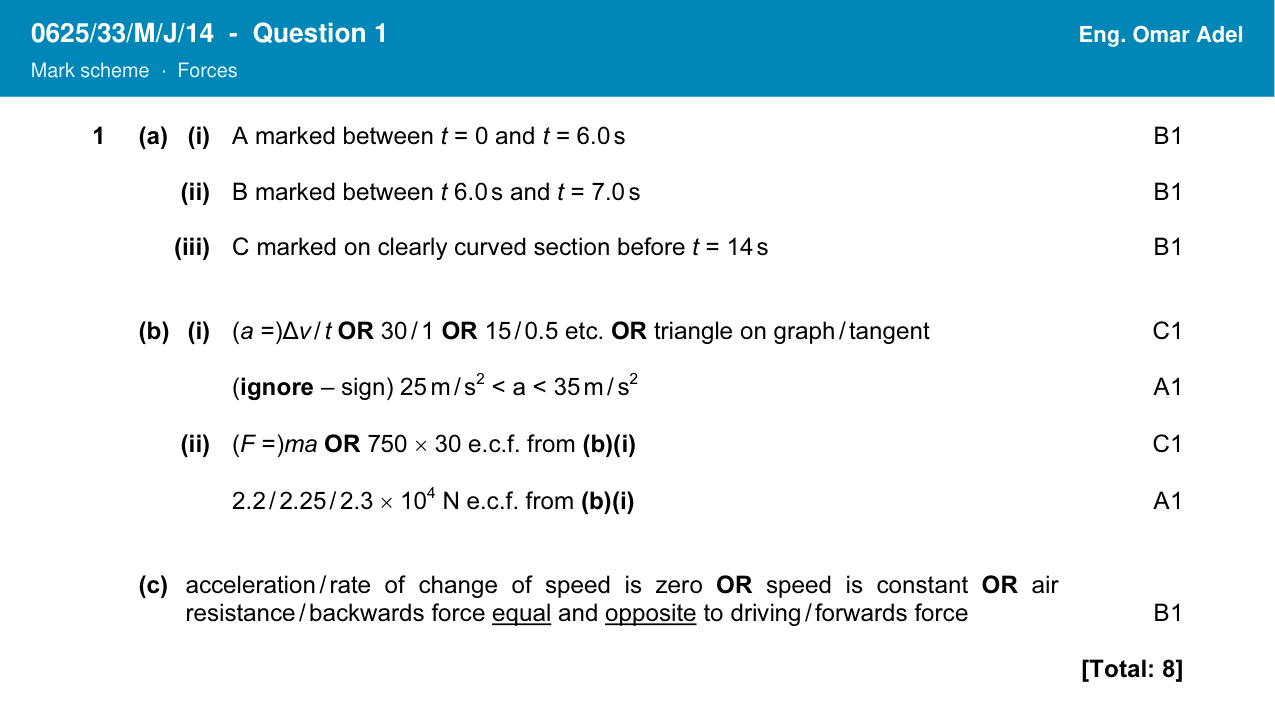 0625/33/M/J/14 - Question 1
Eng. Omar Adel
Mark scheme · Forces
1 (a) (i) A marked between t = 0 and t = 6.0 s B1
(ii) B marked between t 6.0 s and t = 7.0 s B1
(iii) C marked on clearly curved section before t = 14 s B1
(b) (i) (a =)Δv / t OR 30 / 1 OR 15 / 0.5 etc. OR triangle on graph / tangent C1
(ignore – sign) 25 m / s² < a < 35 m / s² A1
(ii) (F =)ma OR 750 × 30 e.c.f. from (b)(i) C1
2.2 / 2.25 / 2.3 × 10⁴ N e.c.f. from (b)(i) A1
(c) acceleration / rate of change of speed is zero OR speed is constant OR air
resistance / backwards force equal and opposite to driving / forwards force B1
[Total: 8]